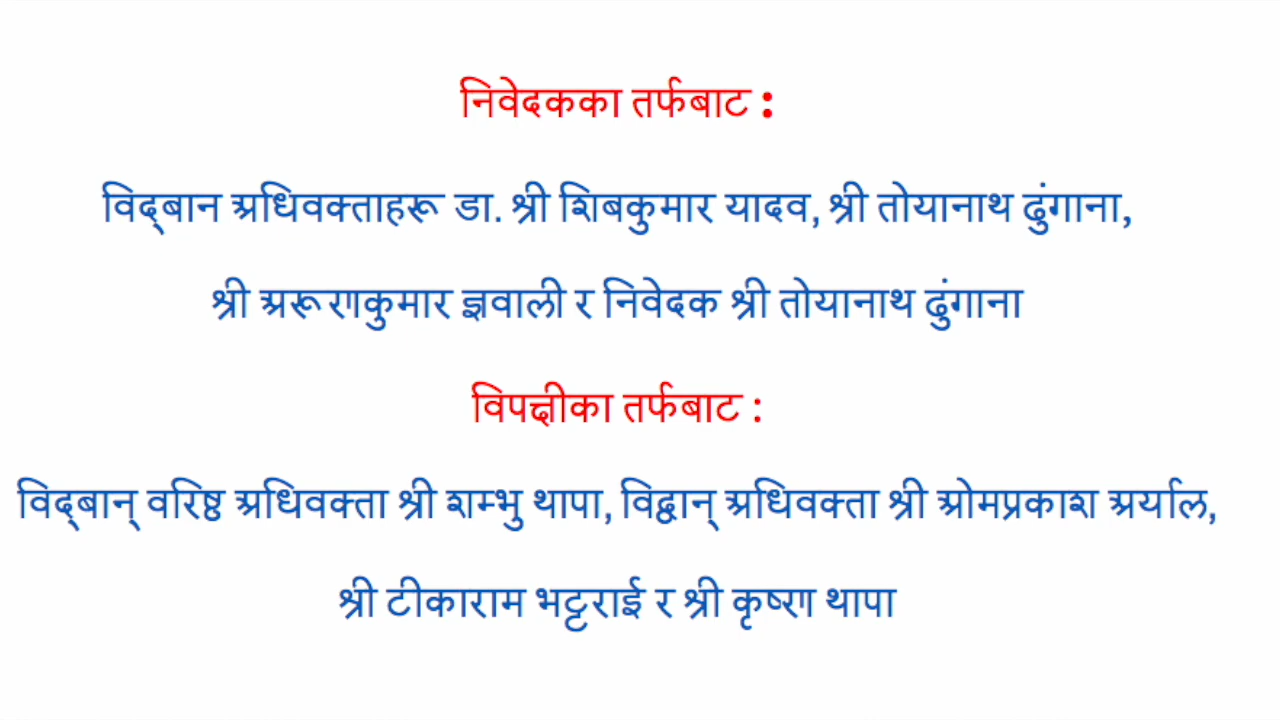 निवेदकका तर्फबाट :
विद्‌बान अधिवक्ताहरू डा. श्री शिबकुमार यादव, श्री तोयानाथ ढुंगाना,
श्री अरूणकुमार ज्ञवाली र निवेदक श्री तोयानाथ ढुंगाना
विपक्षीका तर्फबाट :
विद्‌बान् वरिष्ठ अधिवक्ता श्री शम्भु थापा, विद्वान् अधिवक्ता श्री ओमप्रकाश अर्याल,
श्री टीकाराम भट्टराई र श्री कृष्ण थापा